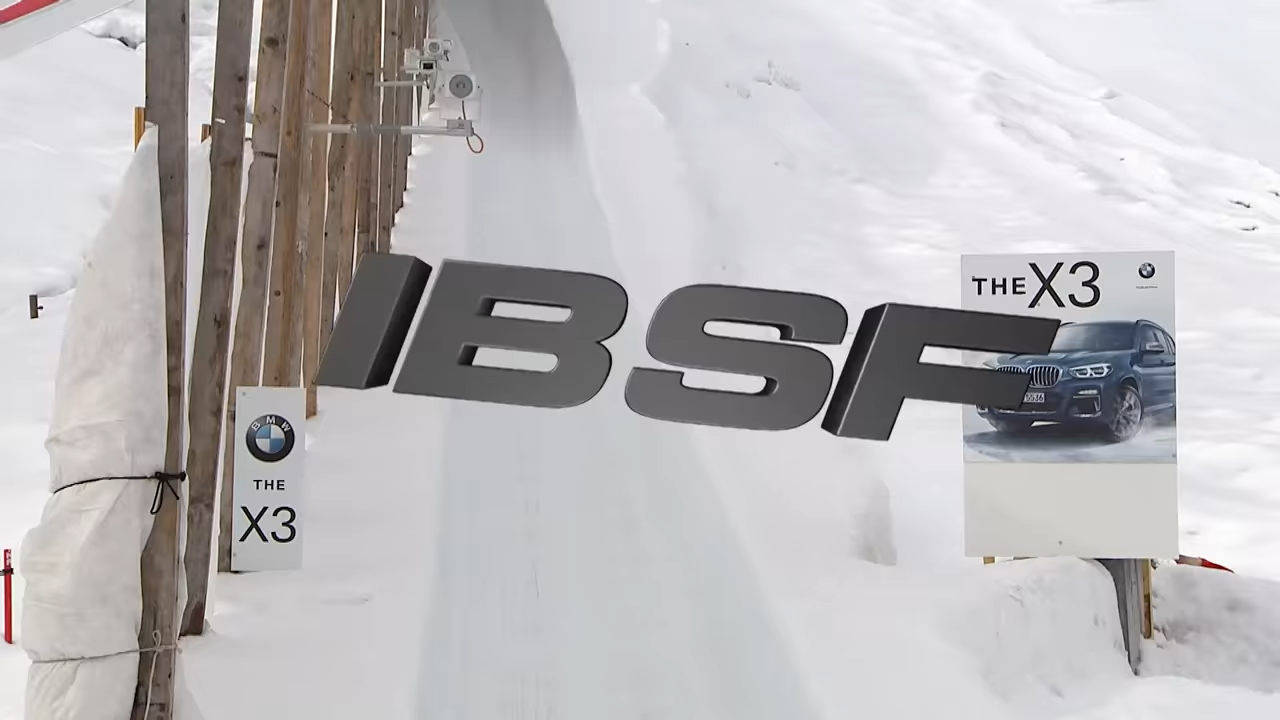 IBSF
THE X3
BMW
THE
X3